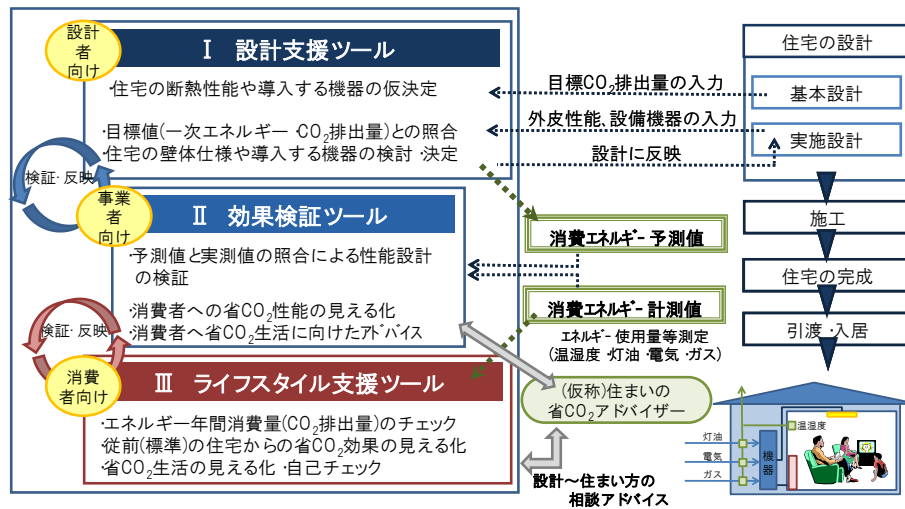 設計
者
向け
Ⅰ 設計支援ツール
・住宅の断熱性能や導入する機器の仮決定
・目標値(一次エネルギー・CO₂排出量)との照合
・住宅の壁体仕様や導入する機器の検討・決定
検証・反映
事業
者
向け
Ⅱ 効果検証ツール
・予測値と実測値の照合による性能設計
の検証
・消費者への省CO₂性能の見える化
・消費者へ省CO₂生活に向けたアドバイス
検証・反映
消費
者向け
Ⅲ ライフスタイル支援ツール
・エネルギー年間消費量(CO₂排出量)のチェック
・従前(標準)の住宅からの省CO₂効果の見える化
・省CO₂生活の見える化・自己チェック
目標CO₂排出量の入力
外皮性能、設備機器の入力
設計に反映
消費エネルギー予測値
消費エネルギー計測値
エネルギー使用量等測定
(温湿度・灯油・電気・ガス)
(仮称)住まいの
省CO₂アドバイザー
設計～住まい方の
相談アドバイス
住宅の設計
基本設計
実施設計
施工
住宅の完成
引渡・入居
温湿度
灯油
電気
ガス
機
器